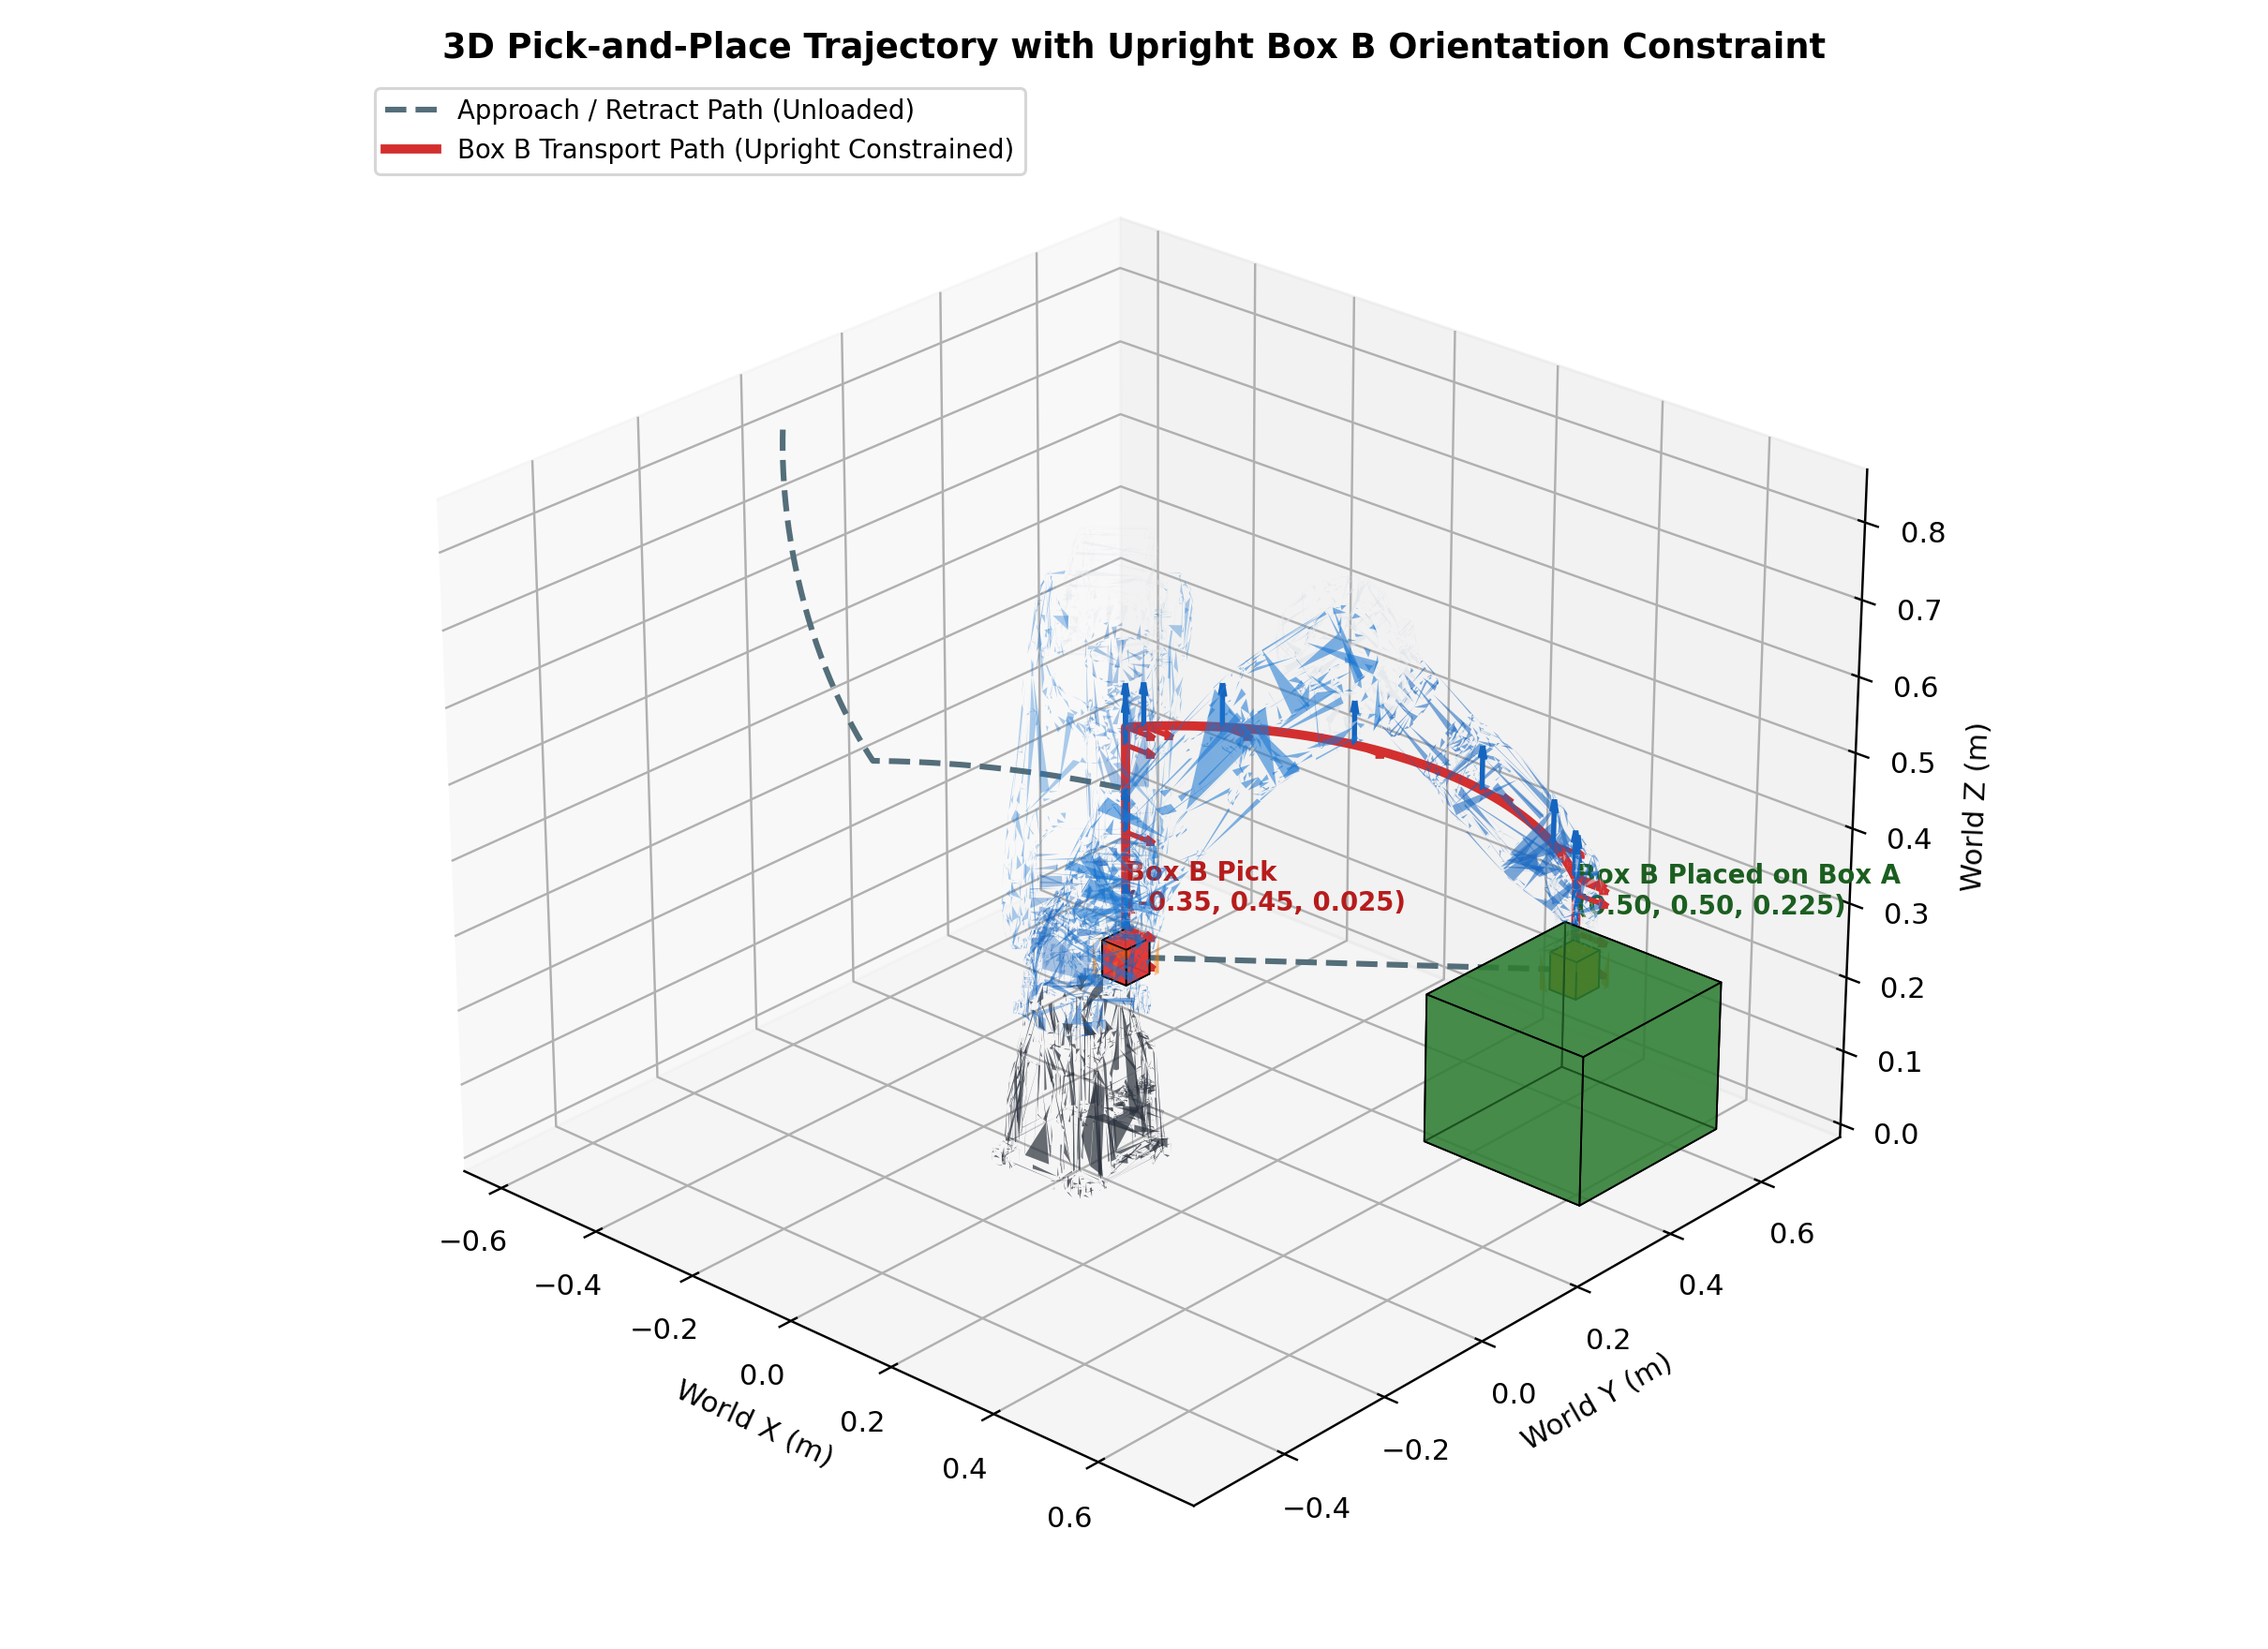 3D Pick-and-Place Trajectory with Upright Box B Orientation Constraint
Approach / Retract Path (Unloaded)
Box B Transport Path (Upright Constrained)
Box B Pick
(-0.35, 0.45, 0.025)
Box B Placed on Box A
(0.50, 0.50, 0.225)
0.8
0.7
0.6
0.5
0.4
0.3
0.2
0.1
0.0
World Z (m)
−0.6
−0.4
−0.2
0.0
0.2
0.4
0.6
World X (m)
−0.4
−0.2
0.0
0.2
0.4
0.6
World Y (m)